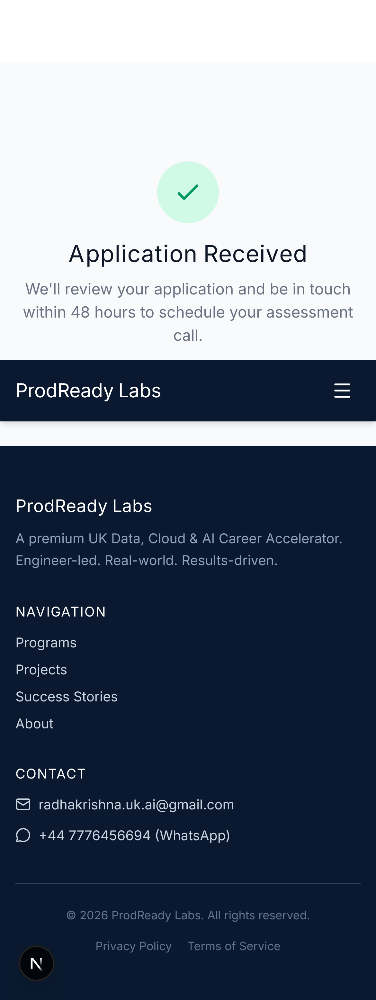 Application Received
We'll review your application and be in touch
within 48 hours to schedule your assessment
call.
ProdReady Labs
ProdReady Labs
A premium UK Data, Cloud & AI Career Accelerator.
Engineer-led. Real-world. Results-driven.
NAVIGATION
Programs
Projects
Success Stories
About
CONTACT
radhakrishna.uk.ai@gmail.com
+44 7776456694 (WhatsApp)
© 2026 ProdReady Labs. All rights reserved.
Privacy Policy Terms of Service
N